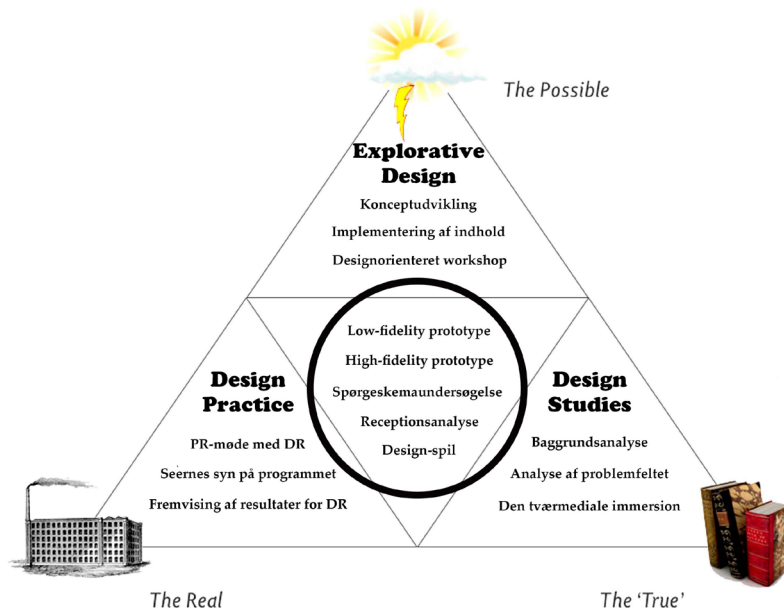 The Possible
Explorative
Design
Konceptudvikling
Implementering af indhold
Designorienteret workshop
Low-fidelity prototype
High-fidelity prototype
Spørgeskemaundersøgelse
Receptionsanalyse
Design-spil
Design
Practice
PR-møde med DR
Seernes syn på programmet
Fremvising af resultater for DR
Design
Studies
Baggrundsanalyse
Analyse af problemfeltet
Den tværmediale immersion
The Real
The ‘True’